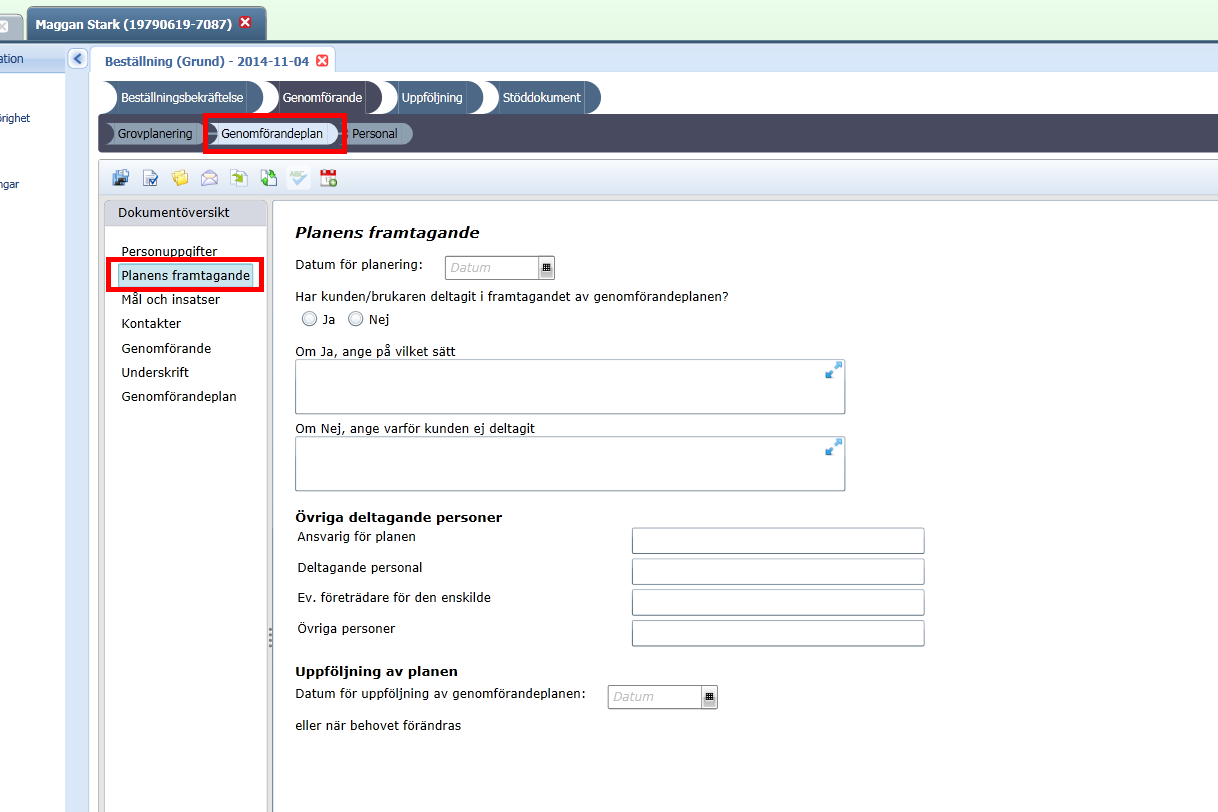 Maggan Stark (19790619-7087)
ation
Beställning (Grund) - 2014-11-04
Beställningsbekräftelse Genomförande Uppföljning Stöddokument
örighet
Grovplanering Genomförandeplan Personal
ngar
ABC
Dokumentöversikt
Personuppgifter
Planens framtagande
Mål och insatser
Kontakter
Genomförande
Underskrift
Genomförandeplan
Planens framtagande
Datum för planering: Datum
Har kunden/brukaren deltagit i framtagandet av genomförandeplanen?
Ja Nej
Om Ja, ange på vilket sätt
Om Nej, ange varför kunden ej deltagit
Övriga deltagande personer
Ansvarig för planen
Deltagande personal
Ev. företrädare för den enskilde
Övriga personer
Uppföljning av planen
Datum för uppföljning av genomförandeplanen: Datum
eller när behovet förändras